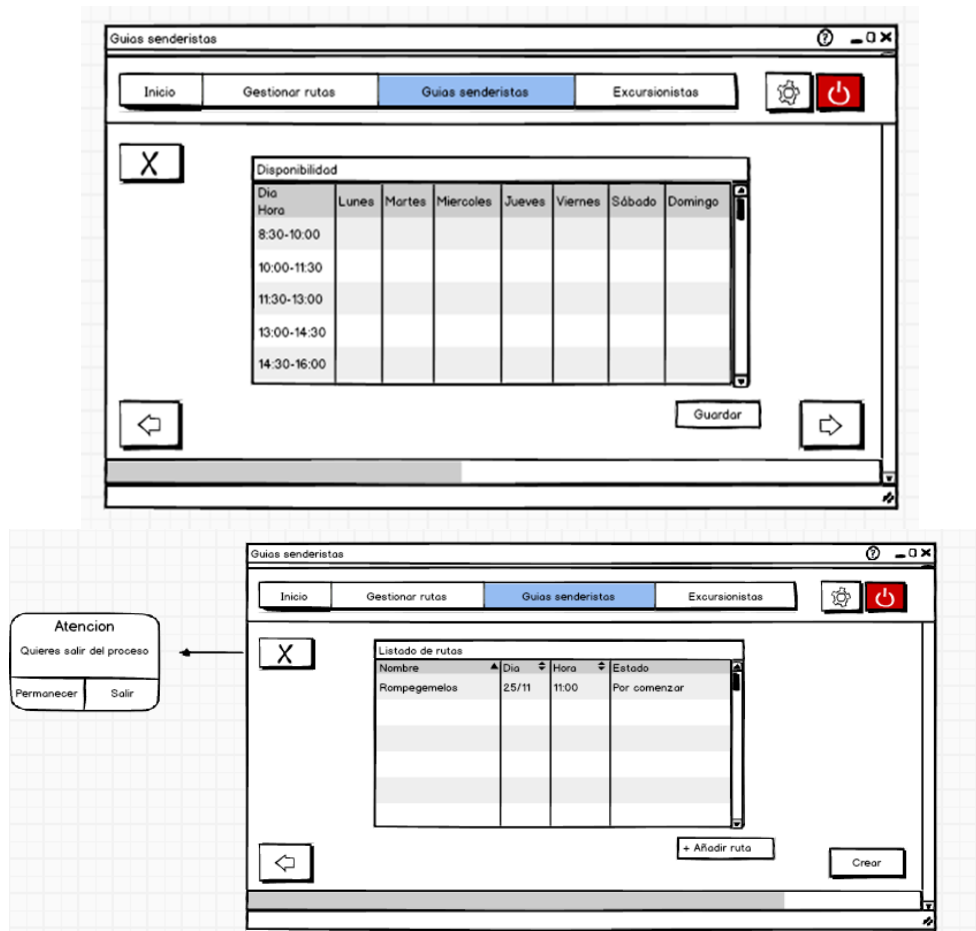 Guias senderistas
Inicio Gestionar rutas Guias senderistas Excursionistas
X
Disponibilidad
Dia Hora Lunes Martes Miercoles Jueves Viernes Sábado Domingo
8:30-10:00
10:00-11:30
11:30-13:00
13:00-14:30
14:30-16:00
Guardar
Guias senderistas
Inicio Gestionar rutas Guias senderistas Excursionistas
Atencion
Quieres salir del proceso
Permanecer Salir
X
Listado de rutas
Nombre Dia Hora Estado
Rompegemelos 25/11 11:00 Por comenzar
+ Añadir ruta
Crear